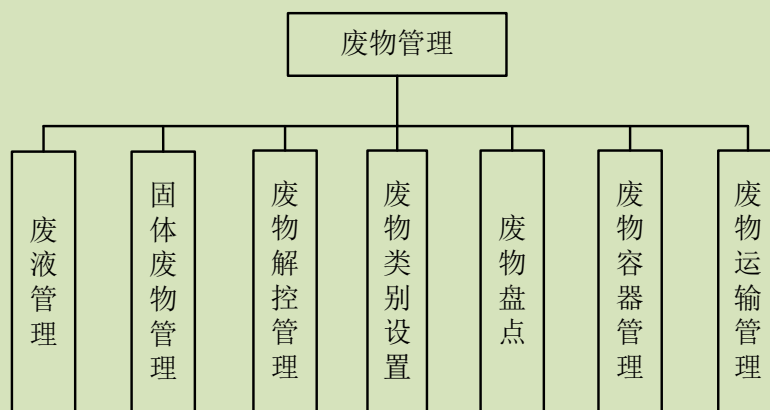 废物管理
废液管理
固体废物管理
废物解控管理
废物类别设置
废物盘点
废物容器管理
废物运输管理